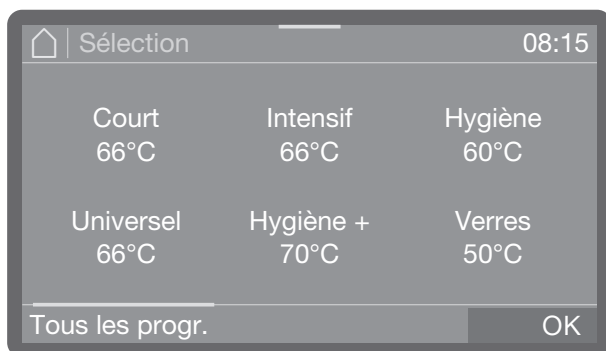 Sélection 08:15
Court Intensif Hygiène
66°C 66°C 60°C
Universel Hygiène + Verres
66°C 70°C 50°C
Tous les progr. OK